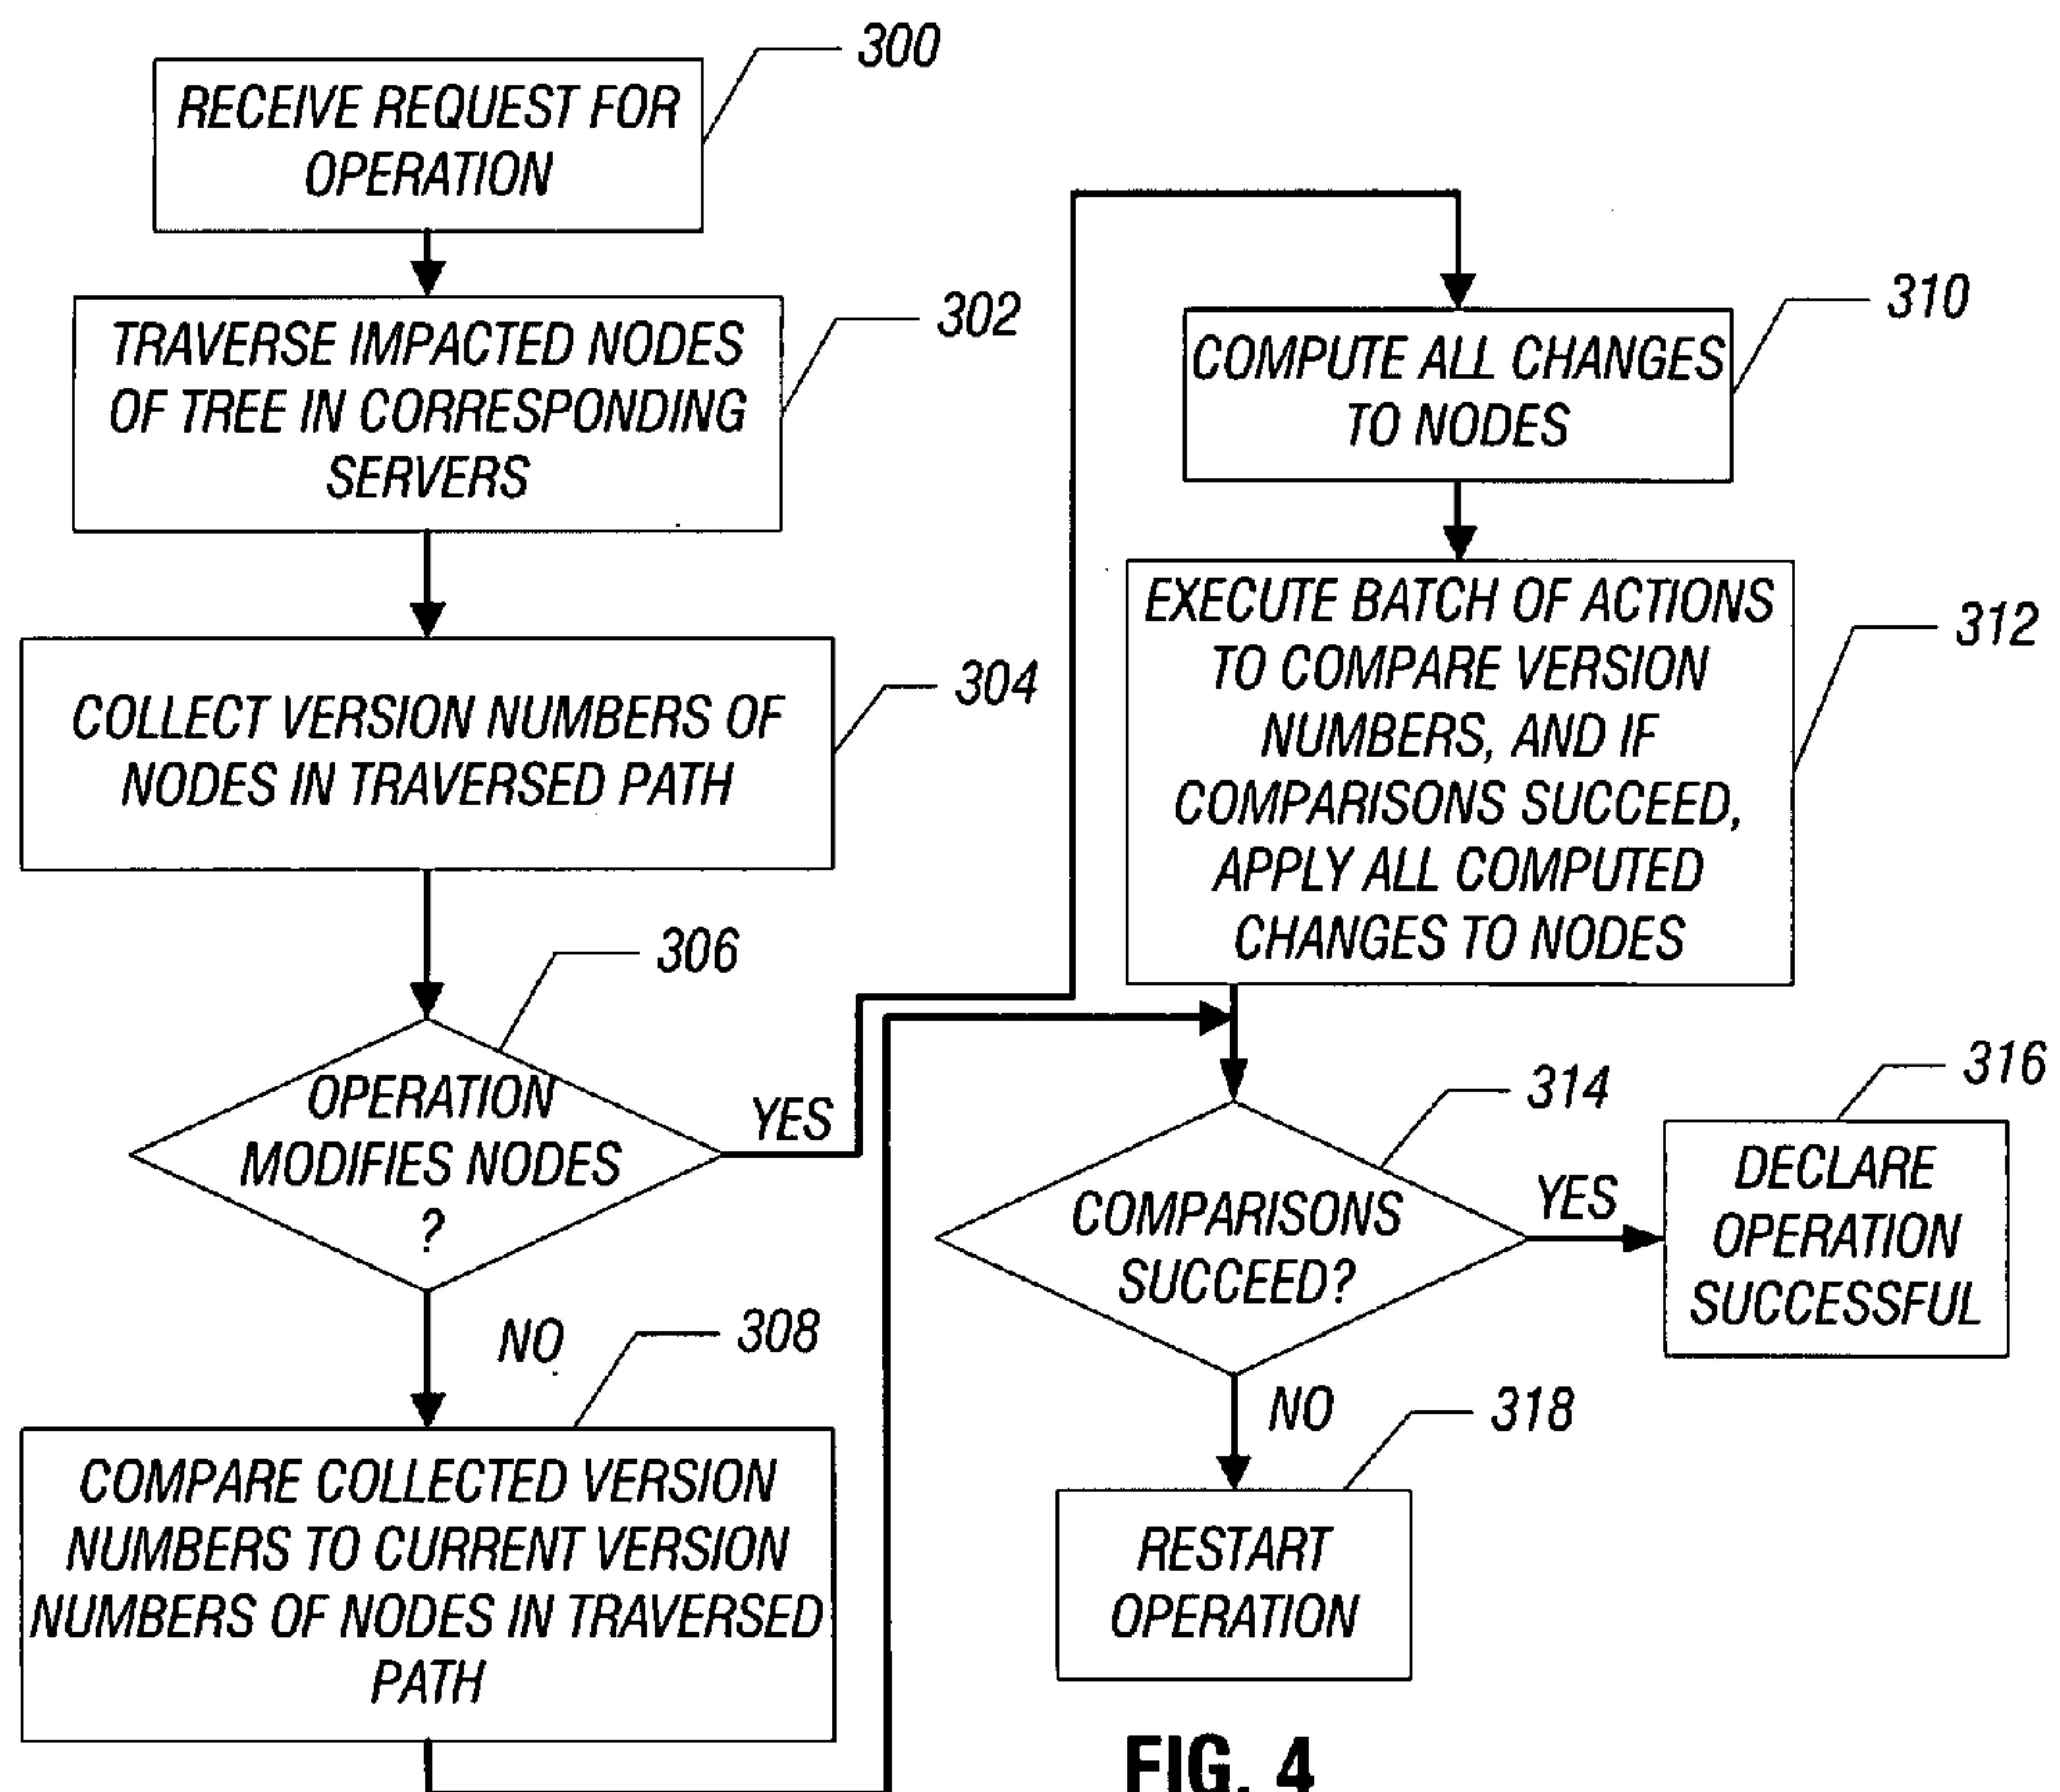 300
RECEIVE REQUEST FOR
OPERATION
302
TRAVERSE IMPACTED NODES
OF TREE IN CORRESPONDING
SERVERS
304
COLLECT VERSION NUMBERS OF
NODES IN TRAVERSED PATH
306
OPERATION
MODIFIES NODES
?
YES
NO
308
COMPARE COLLECTED VERSION
NUMBERS TO CURRENT VERSION
NUMBERS OF NODES IN TRAVERSED
PATH
310
COMPUTE ALL CHANGES
TO NODES
312
EXECUTE BATCH OF ACTIONS
TO COMPARE VERSION
NUMBERS, AND IF
COMPARISONS SUCCEED,
APPLY ALL COMPUTED
CHANGES TO NODES
314
COMPARISONS
SUCCEED?
YES
316
DECLARE
OPERATION
SUCCESSFUL
NO
318
RESTART
OPERATION
FIG. 4